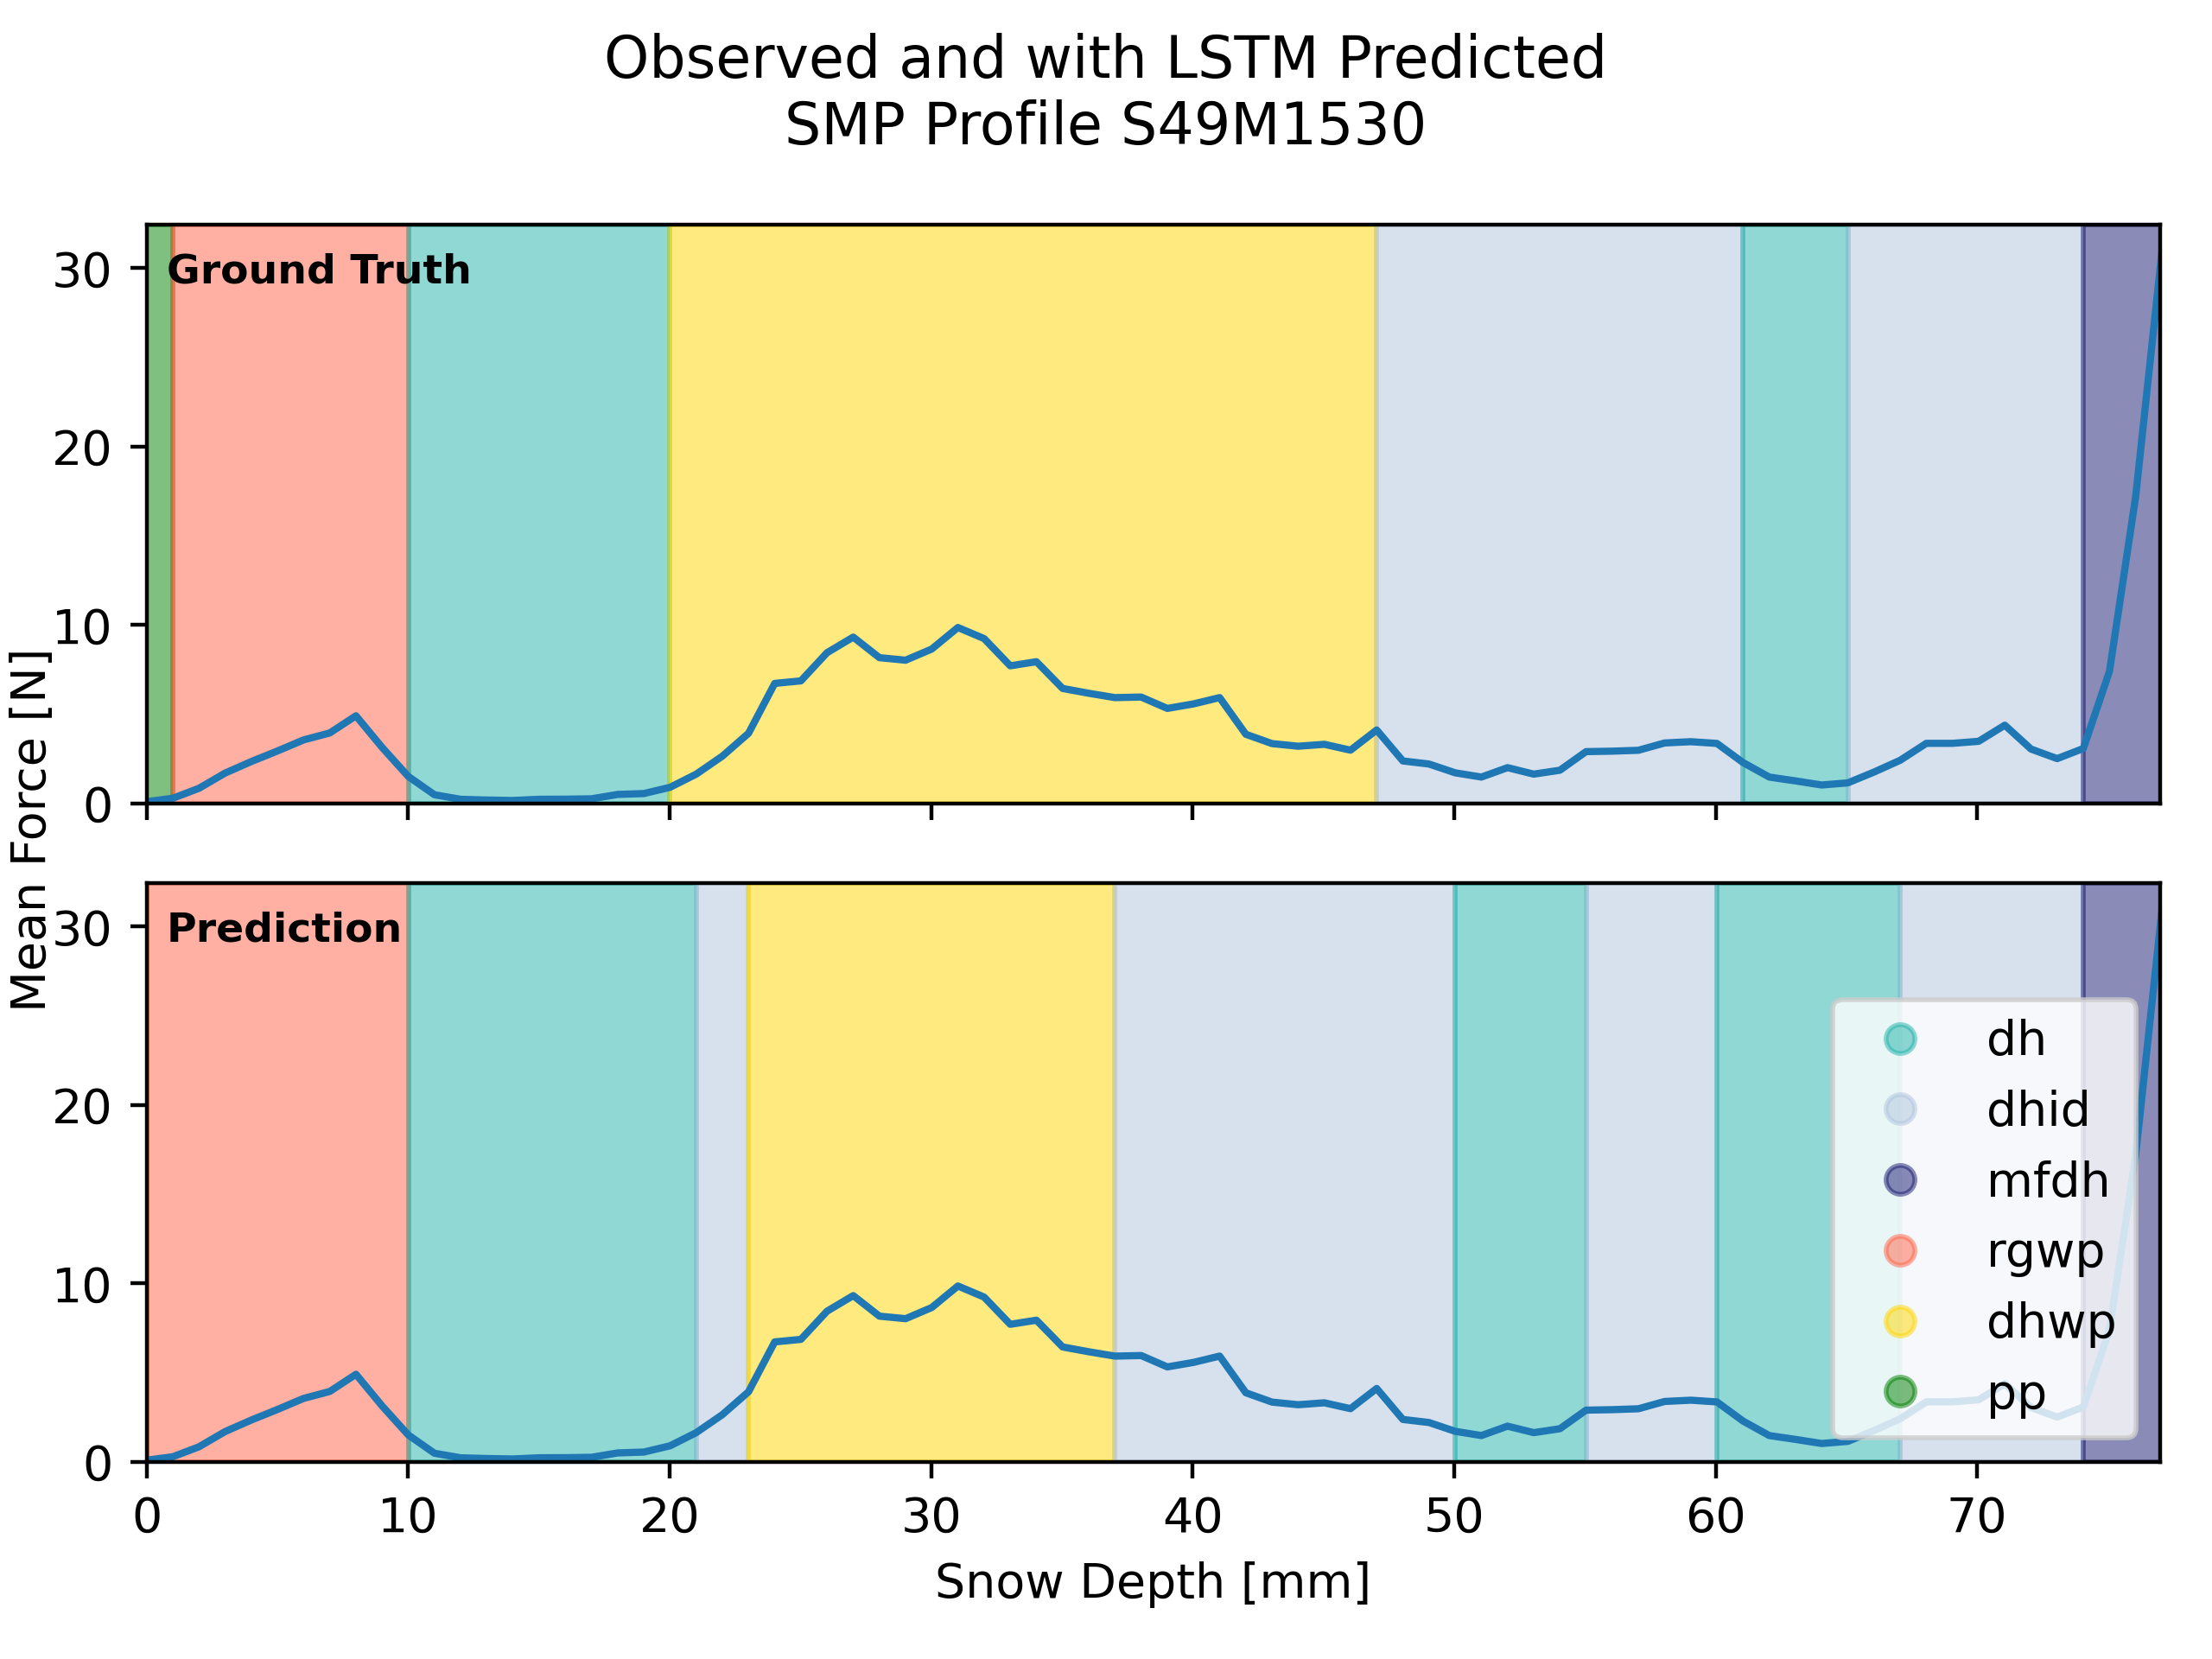 Observed and with LSTM Predicted
SMP Profile S49M1530
Ground Truth
30
20
10
0
Mean Force [N]
Prediction
30
20
10
0
dh
dhid
mfdh
rgwp
dhwp
pp
0 10 20 30 40 50 60 70
Snow Depth [mm]